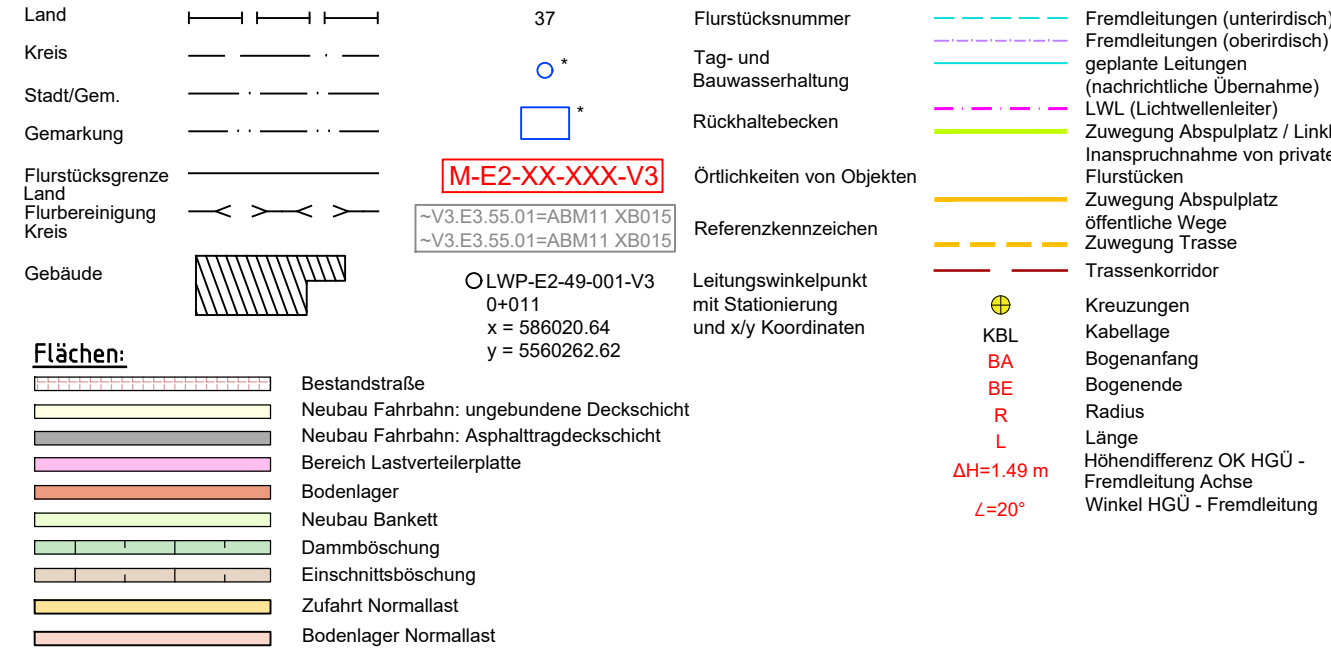 Land
Kreis
Stadt/Gem.
Gemarkung
Flurstücksgrenze
Land
Flurbereinigung
Kreis
Gebäude
37
*
*
M-E2-XX-XXX-V3
~V3.E3.55.01=ABM11 XB015
~V3.E3.55.01=ABM11 XB015
LWP-E2-49-001-V3
0+011
x = 586020.64
y = 5560262.62
Flurstücksnummer
Tag- und
Bauwasserhaltung
Rückhaltebecken
Örtlichkeiten von Objekten
Referenzkennzeichen
Leitungswinkelpunkt
mit Stationierung
und x/y Koordinaten
Fremdleitungen (unterirdisch)
Fremdleitungen (oberirdisch)
geplante Leitungen
(nachrichtliche Übernahme)
LWL (Lichtwellenleiter)
Zuwegung Abspulplatz /
Inanspruchnahme von
Flurstücken
Zuwegung Abspulplatz
öffentliche Wege
Zuwegung Trasse
Trassenkorridor
Kreuzungen
KBL Kabellage
BA Bogenanfang
BE Bogenende
R Radius
L Länge
ΔH=1.49 m Höhendifferenz OK HGÜ -
Fremdleitung Achse
∠=20° Winkel HGÜ - Fremdleitung
Flächen:
Bestandstraße
Neubau Fahrbahn: ungebundene Deckschicht
Neubau Fahrbahn: Asphalttragdeckschicht
Bereich Lastverteilerplatte
Bodenlager
Neubau Bankett
Dammböschung
Einschnittsböschung
Zufahrt Normallast
Bodenlager Normallast